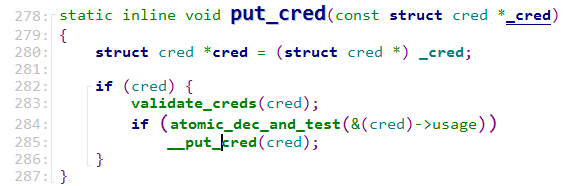 278: static inline void put_cred(const struct cred *_cred)
279: {
280:     struct cred *cred = (struct cred *) _cred;
281:
282:     if (cred) {
283:         validate_creds(cred);
284:         if (atomic_dec_and_test(&(cred)->usage))
285:             __put_cred(cred);
286:     }
287: }